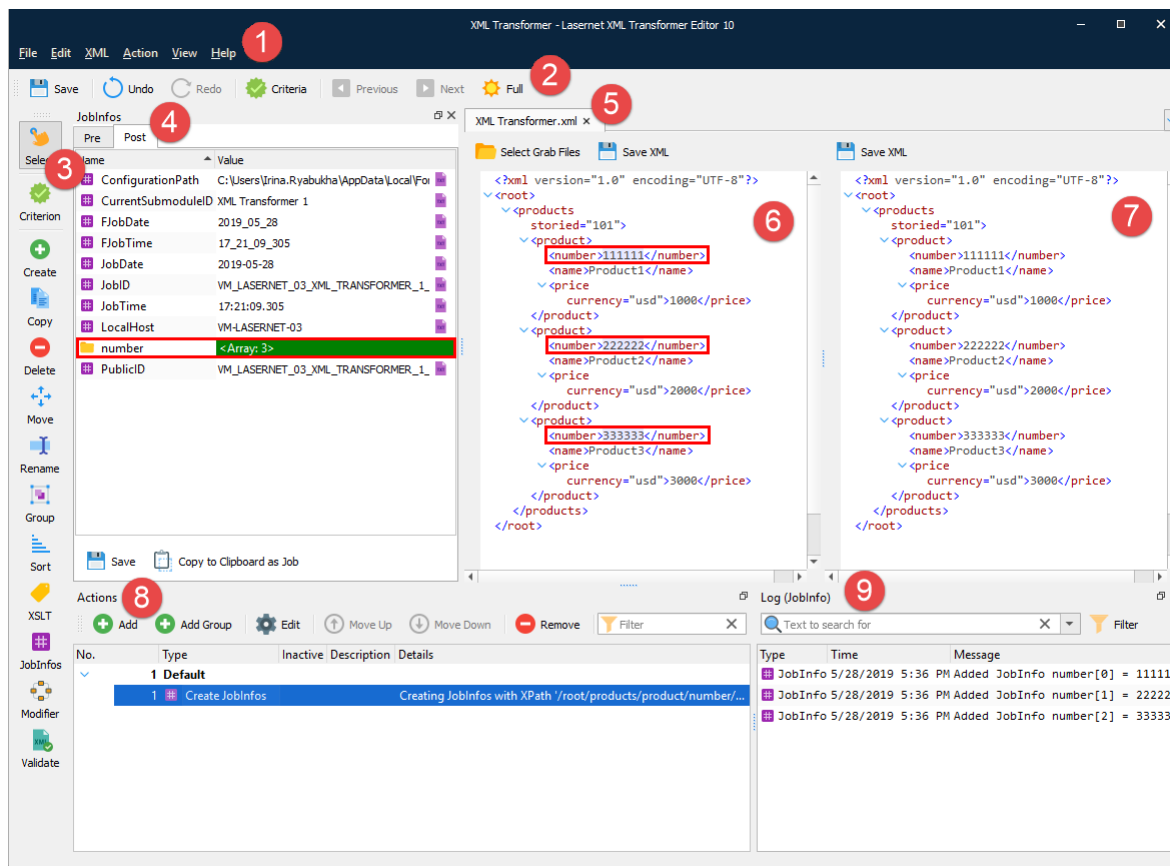 XML Transformer - Lasernet XML Transformer Editor 10
File Edit XML Action View Help 1
Save Undo Redo Criteria Previous Next Full 2
Select
3
Criterion
Create
Copy
Delete
Move
Rename
Group
Sort
XSLT
JobInfos
Modifier
Validate
JobInfos
Pre Post 4
Name Value
ConfigurationPath C:\Users\Irina.Ryabukha\AppData\Local\For
CurrentSubmoduleID XML Transformer 1
FJobDate 2019_05_28
FJobTime 17_21_09_305
JobDate 2019-05-28
JobID VM_LASERNET_03_XML_TRANSFORMER_1_
JobTime 17:21:09.305
LocalHost VM-LASERNET-03
number <Array: 3>
PublicID VM_LASERNET_03_XML_TRANSFORMER_1_
Save Copy to Clipboard as Job
XML Transformer.xml × 5
Select Grab Files Save XML
<?xml version="1.0" encoding="UTF-8"?>
<root>
<products
storied="101">
6
<product>
<number>111111</number>
<name>Product1</name>
<price
currency="usd">1000</price>
</product>
<product>
<number>222222</number>
<name>Product2</name>
<price
currency="usd">2000</price>
</product>
<product>
<number>333333</number>
<name>Product3</name>
<price
currency="usd">3000</price>
</product>
</products>
</root>
Save XML
<?xml version="1.0" encoding="UTF-8"?>
<root>
<products
storied="101">
7
<product>
<number>111111</number>
<name>Product1</name>
<price
currency="usd">1000</price>
</product>
<product>
<number>222222</number>
<name>Product2</name>
<price
currency="usd">2000</price>
</product>
<product>
<number>333333</number>
<name>Product3</name>
<price
currency="usd">3000</price>
</product>
</products>
</root>
Actions 8
Add Add Group Edit Move Up Move Down Remove Filter
No. Type Inactive Description Details
1 Default
1 Create JobInfos Creating JobInfos with XPath '/root/products/product/number/...
Log (JobInfo) 9
Text to search for Filter
Type Time Message
JobInfo 5/28/2019 5:36 PM Added JobInfo number[0] = 11111
JobInfo 5/28/2019 5:36 PM Added JobInfo number[1] = 22222
JobInfo 5/28/2019 5:36 PM Added JobInfo number[2] = 33333